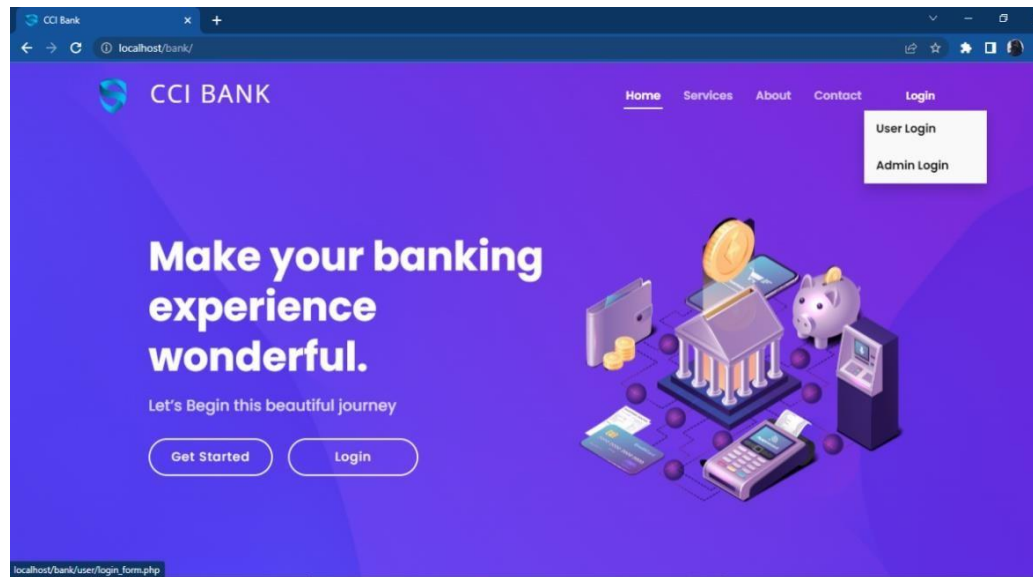 CCI Bank
localhost/bank/
CCI BANK
Home Services About Contact Login
User Login
Admin Login
Make your banking
experience
wonderful.
Let's Begin this beautiful journey
Get Started Login
localhost/bank/user/login_form.php